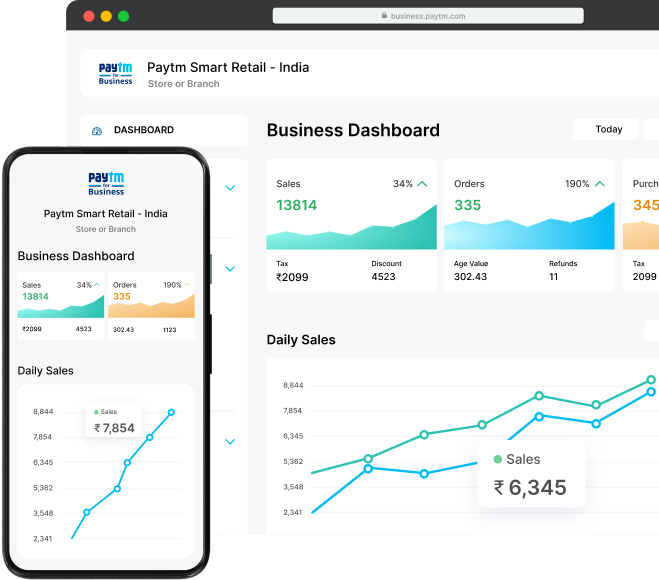 business.paytm.com
paytm
for
Business
Paytm Smart Retail - India
Store or Branch
DASHBOARD
Business Dashboard
Today
Sales 34%
13814
Tax Discount
₹2099 4523
Orders 190%
335
Age Value Refunds
302.43 11
Purch
345
Tax
2099
Daily Sales
8,844
7,854
6,345
5,362
3,548
2,341
Sales
₹ 6,345
paytm
for
Business
Paytm Smart Retail - India
Store or Branch
Business Dashboard
Sales 34%
13814
₹2099 4523
Orders 190%
335
302.43 1123
Daily Sales
8,844
7,854
6,345
5,362
3,548
2,341
Sales
₹ 7,854